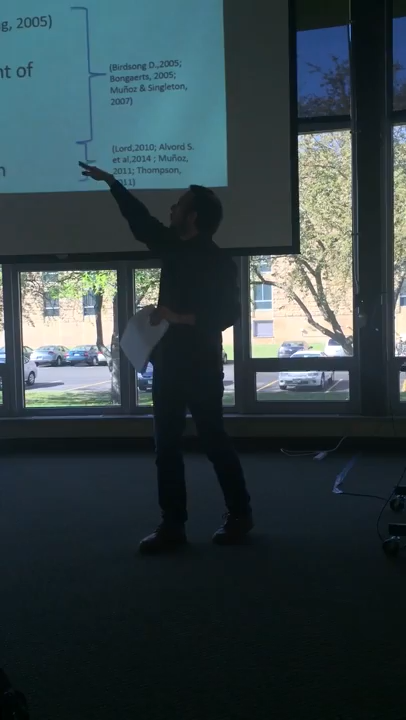 g, 2005)
(Birdsong D.,2005;
Bongaerts, 2005;
nt of
Muñoz & Singleton,
2007)
(Lord,2010; Alvord S.
et al,2014 ; Muñoz,
2011; Thompson,
2011)
n